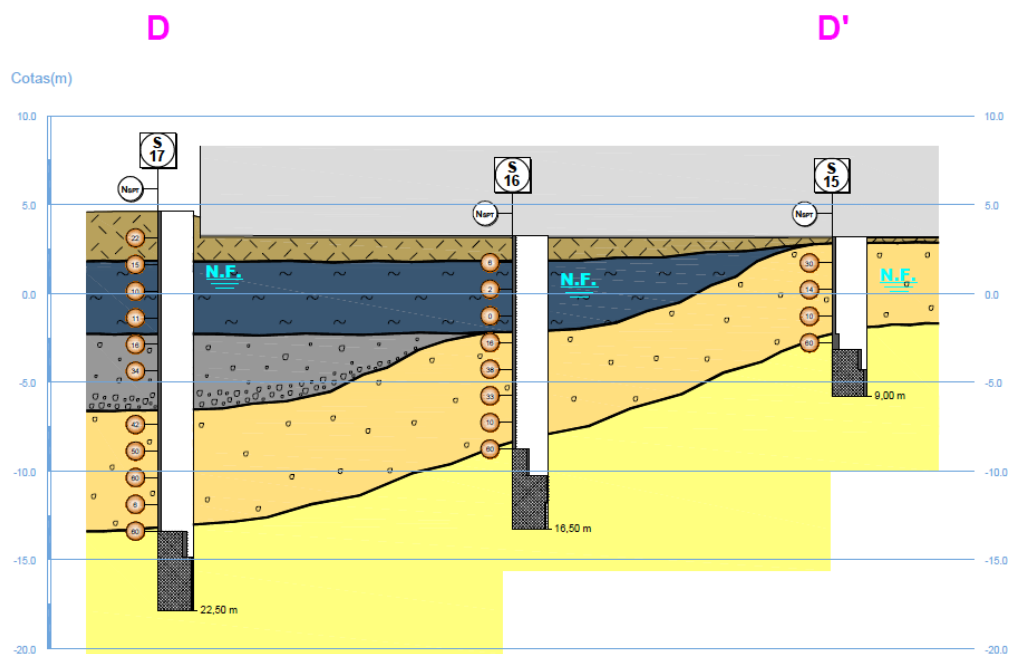 D D'
Cotas(m)
10.0 10.0
S 17
S 16
S 15
NSPT
NSPT
NSPT
5.0 5.0
22
6
15
30
N.F.
N.F.
N.F.
10
2
14
0.0 0.0
11
0
10
16
16
60
34
38
-5.0 -5.0
9,00 m
33
42
10
50
60
-10.0 -10.0
60
6
60
16,50 m
-15.0 -15.0
22,50 m
-20.0 -20.0